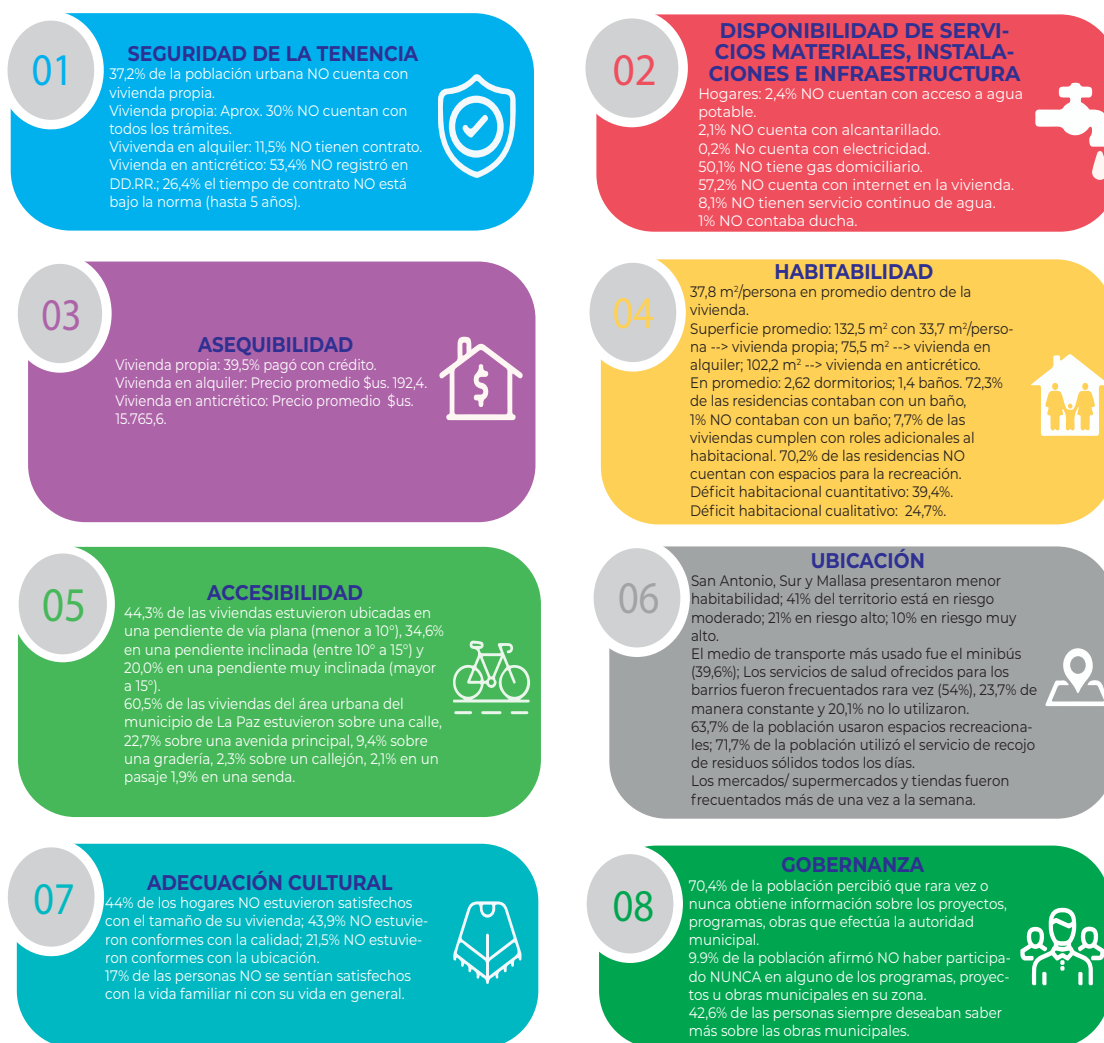 01
SEGURIDAD DE LA TENENCIA
37,2% de la población urbana NO cuenta con
vivienda propia.
Vivienda propia: Aprox. 30% NO cuentan con
todos los trámites.
Vivivenda en alquiler: 11,5% NO tienen contrato.
Vivienda en anticrético: 53,4% NO registró en
DD.RR.; 26,4% el tiempo de contrato NO está
bajo la norma (hasta 5 años).
02
DISPONIBILIDAD DE SERVI-
CIOS MATERIALES, INSTALA-
CIONES E INFRAESTRUCTURA
Hogares: 2,4% NO cuentan con acceso a agua
potable.
2,1% NO cuenta con alcantarillado.
0,2% No cuenta con electricidad.
50,1% NO tiene gas domiciliario.
57,2% NO cuenta con internet en la vivienda.
8,1% NO tienen servicio continuo de agua.
1% NO contaba ducha.
03
ASEQUIBILIDAD
Vivienda propia: 39,5% pagó con crédito.
Vivienda en alquiler: Precio promedio $us. 192,4.
Vivienda en anticrético: Precio promedio $us.
15.765,6.
04
HABITABILIDAD
37,8 m²/persona en promedio dentro de la
vivienda.
Superficie promedio: 132,5 m² con 33,7 m²/perso-
na --> vivienda propia; 75,5 m² --> vivienda en
alquiler; 102,2 m² --> vivienda en anticrético.
En promedio: 2,62 dormitorios; 1,4 baños. 72,3%
de las residencias contaban con un baño,
1% NO contaban con un baño; 7,7% de las
viviendas cumplen con roles adicionales al
habitacional. 70,2% de las residencias NO
cuentan con espacios para la recreación.
Déficit habitacional cuantitativo: 39,4%.
Déficit habitacional cualitativo: 24,7%.
05
ACCESIBILIDAD
44,3% de las viviendas estuvieron ubicadas en
una pendiente de vía plana (menor a 10°), 34,6%
en una pendiente inclinada (entre 10° a 15°) y
20,0% en una pendiente muy inclinada (mayor
a 15°).
60,5% de las viviendas del área urbana del
municipio de La Paz estuvieron sobre una calle,
22,7% sobre una avenida principal, 9,4% sobre
una gradería, 2,3% sobre un callejón, 2,1% en un
pasaje 1,9% en una senda.
06
UBICACIÓN
San Antonio, Sur y Mallasa presentaron menor
habitabilidad; 41% del territorio está en riesgo
moderado; 21% en riesgo alto; 10% en riesgo muy
alto.
El medio de transporte más usado fue el minibús
(39,6%); Los servicios de salud ofrecidos para los
barrios fueron frecuentados rara vez (54%), 23,7% de
manera constante y 20,1% no lo utilizaron.
63,7% de la población usaron espacios recreaciona-
les; 71,7% de la población utilizó el servicio de recojo
de residuos sólidos todos los días.
Los mercados/ supermercados y tiendas fueron
frecuentados más de una vez a la semana.
07
ADECUACIÓN CULTURAL
44% de los hogares NO estuvieron satisfechos
con el tamaño de su vivienda; 43,9% NO estuvie-
ron conformes con la calidad; 21,5% NO estuvie-
ron conformes con la ubicación.
17% de las personas NO se sentían satisfechos
con la vida familiar ni con su vida en general.
08
GOBERNANZA
70,4% de la población percibió que rara vez o
nunca obtiene información sobre los proyectos,
programas, obras que efectúa la autoridad
municipal.
9.9% de la población afirmó NO haber participa-
do NUNCA en alguno de los programas, proyec-
tos u obras municipales en su zona.
42,6% de las personas siempre deseaban saber
más sobre las obras municipales.